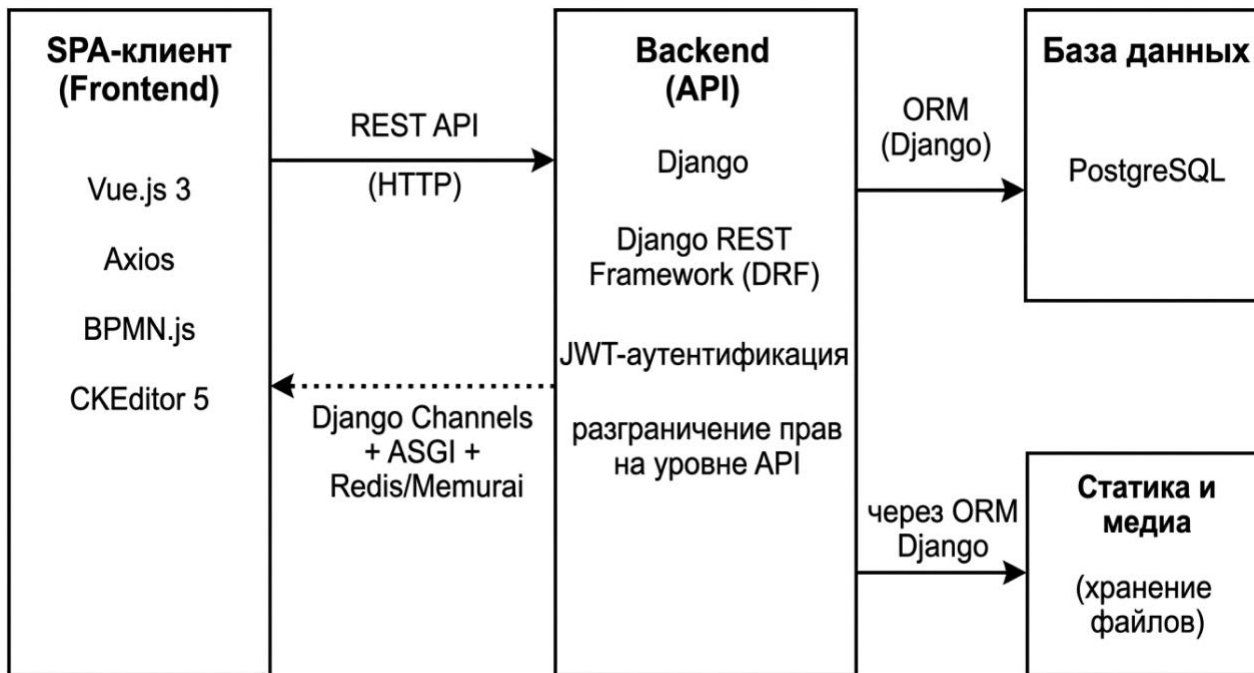 SPA-клиент
(Frontend)
Vue.js 3
Axios
BPMN.js
CKEditor 5
REST API
(HTTP)
Django Channels
+ ASGI +
Redis/Memurai
Backend
(API)
Django
Django REST
Framework (DRF)
JWT-аутентификация
разграничение прав
на уровне API
ORM
(Django)
через ORM
Django
База данных
PostgreSQL
Статика и
медиа
(хранение
файлов)